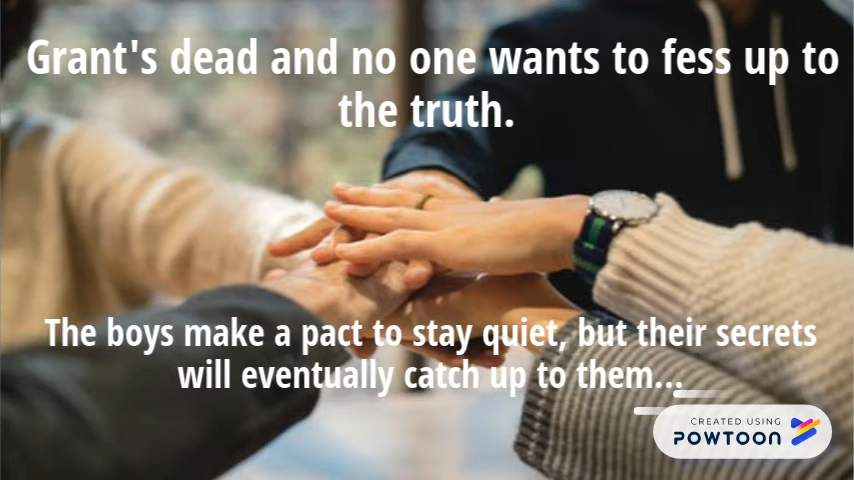 Grant's dead and no one wants to fess up to
the truth.
The boys make a pact to stay quiet, but their secrets
will eventually catch up to them...
CREATED USING
POWTOON